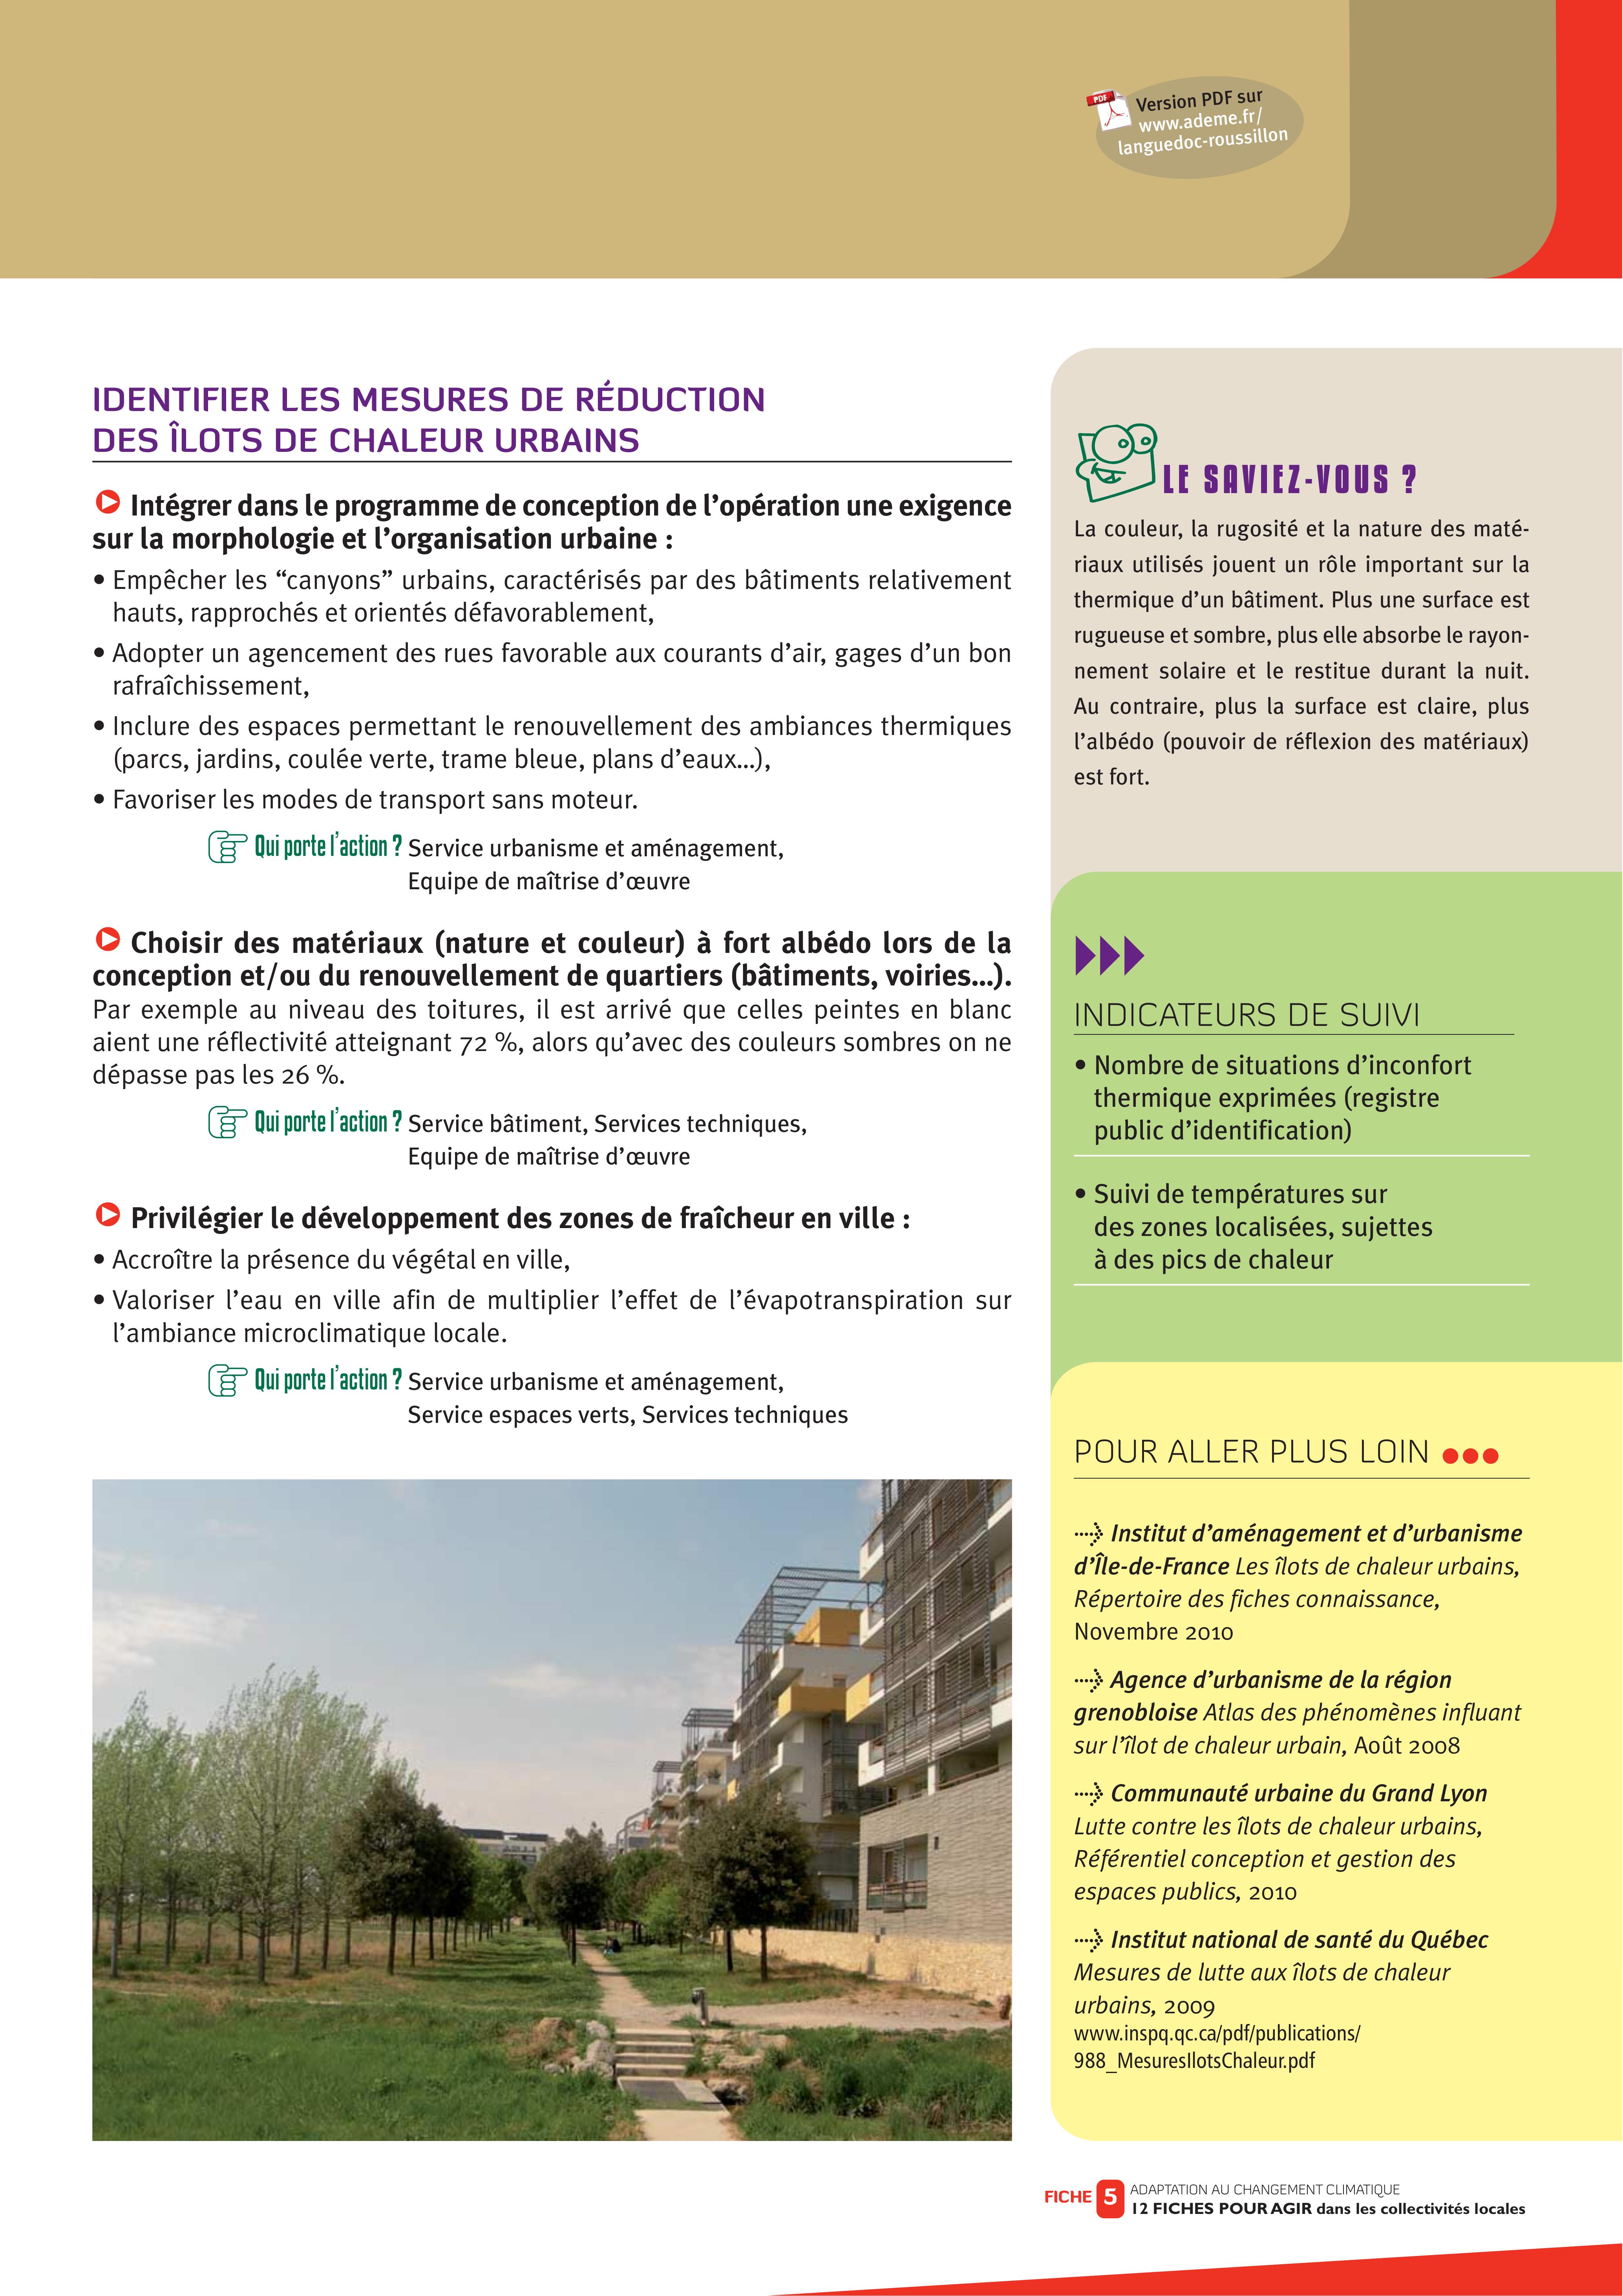 PDF
Version PDF sur
www.ademe.fr/
languedoc-roussillon
IDENTIFIER LES MESURES DE RÉDUCTION
DES ÎLOTS DE CHALEUR URBAINS
Intégrer dans le programme de conception de l’opération une exigence
sur la morphologie et l’organisation urbaine :
• Empêcher les “canyons” urbains, caractérisés par des bâtiments relativement
hauts, rapprochés et orientés défavorablement,
• Adopter un agencement des rues favorable aux courants d’air, gages d’un bon
rafraîchissement,
• Inclure des espaces permettant le renouvellement des ambiances thermiques
(parcs, jardins, coulée verte, trame bleue, plans d’eaux...),
• Favoriser les modes de transport sans moteur.
Qui porte l’action ? Service urbanisme et aménagement,
Equipe de maîtrise d’œuvre
Choisir des matériaux (nature et couleur) à fort albédo lors de la
conception et/ou du renouvellement de quartiers (bâtiments, voiries...).
Par exemple au niveau des toitures, il est arrivé que celles peintes en blanc
aient une réflectivité atteignant 72 %, alors qu’avec des couleurs sombres on ne
dépasse pas les 26 %.
Qui porte l’action ? Service bâtiment, Services techniques,
Equipe de maîtrise d’œuvre
Privilégier le développement des zones de fraîcheur en ville :
• Accroître la présence du végétal en ville,
• Valoriser l’eau en ville afin de multiplier l’effet de l’évapotranspiration sur
l’ambiance microclimatique locale.
Qui porte l’action ? Service urbanisme et aménagement,
Service espaces verts, Services techniques
LE SAVIEZ-VOUS ?
La couleur, la rugosité et la nature des maté-
riaux utilisés jouent un rôle important sur la
thermique d’un bâtiment. Plus une surface est
rugueuse et sombre, plus elle absorbe le rayon-
nement solaire et le restitue durant la nuit.
Au contraire, plus la surface est claire, plus
l’albédo (pouvoir de réflexion des matériaux)
est fort.
INDICATEURS DE SUIVI
• Nombre de situations d’inconfort
thermique exprimées (registre
public d’identification)
• Suivi de températures sur
des zones localisées, sujettes
à des pics de chaleur
POUR ALLER PLUS LOIN
Institut d’aménagement et d’urbanisme
d’Île-de-France Les îlots de chaleur urbains,
Répertoire des fiches connaissance,
Novembre 2010
Agence d’urbanisme de la région
grenobloise Atlas des phénomènes influant
sur l’îlot de chaleur urbain, Août 2008
Communauté urbaine du Grand Lyon
Lutte contre les îlots de chaleur urbains,
Référentiel conception et gestion des
espaces publics, 2010
Institut national de santé du Québec
Mesures de lutte aux îlots de chaleur
urbains, 2009
www.inspq.qc.ca/pdf/publications/
988_MesuresIlotsChaleur.pdf
FICHE 5 ADAPTATION AU CHANGEMENT CLIMATIQUE
12 FICHES POUR AGIR dans les collectivités locales